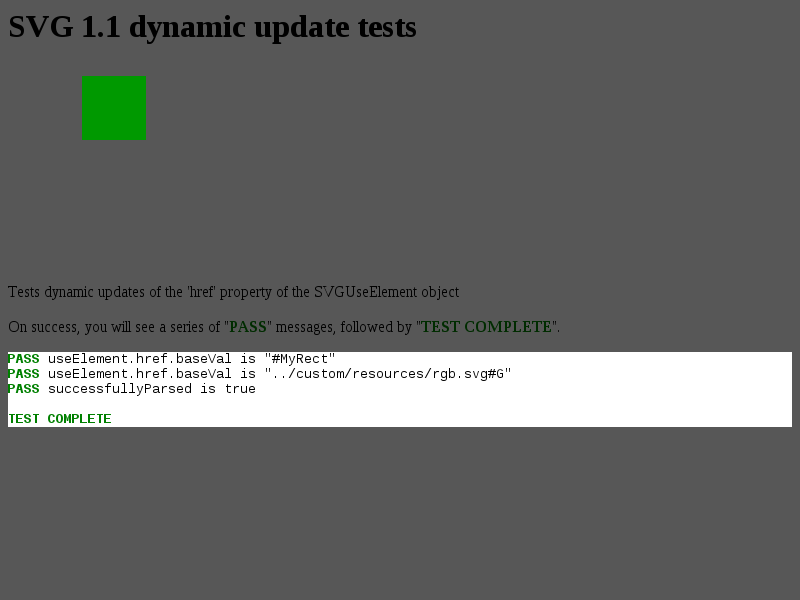 SVG 1.1 dynamic update tests
Tests dynamic updates of the 'href' property of the SVGUseElement object
On success, you will see a series of "PASS" messages, followed by "TEST COMPLETE".
PASS useElement.href.baseVal is "#MyRect"
PASS useElement.href.baseVal is "../custom/resources/rgb.svg#G"
PASS successfullyParsed is true
TEST COMPLETE